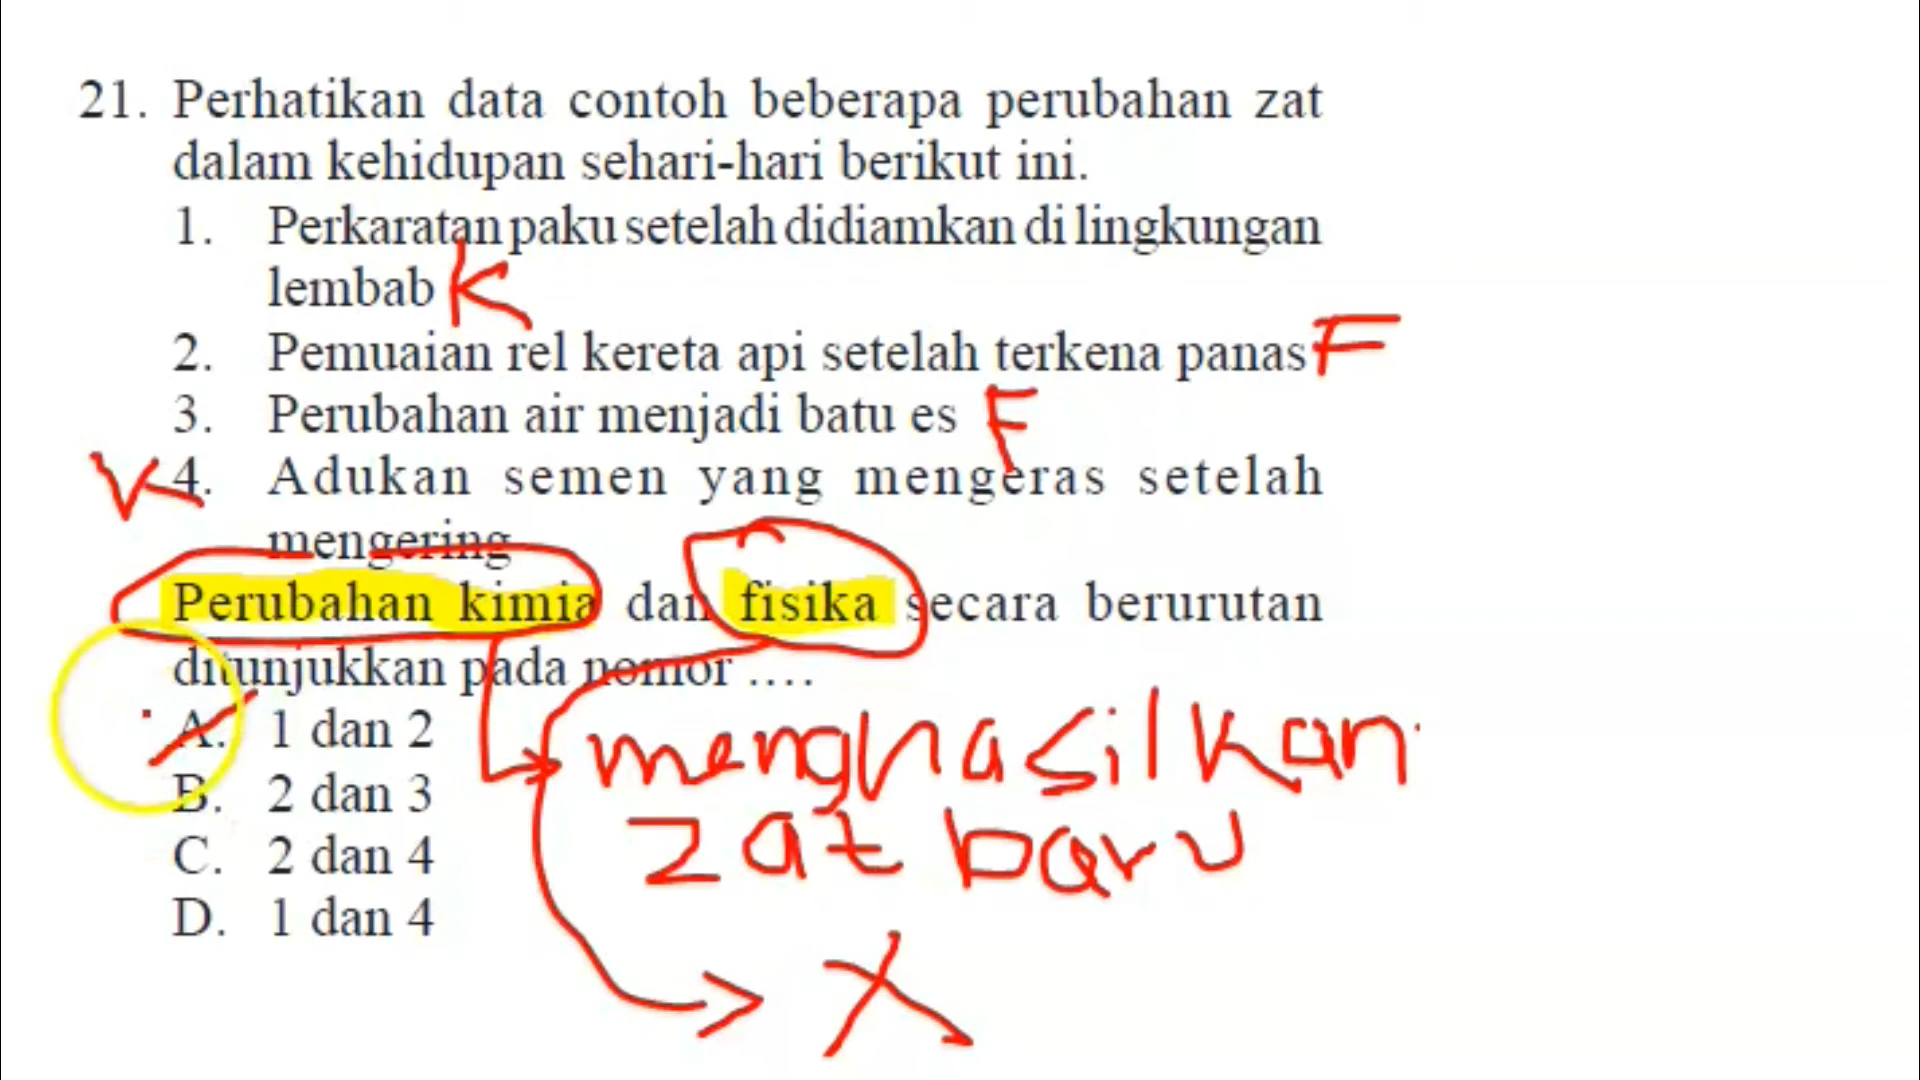 21. Perhatikan data contoh beberapa perubahan zat
dalam kehidupan sehari-hari berikut ini.
1. Perkaratan paku setelah didiamkan di lingkungan
lembab K
2. Pemuaian rel kereta api setelah terkena panas F
3. Perubahan air menjadi batu es F
K 4. Adukan semen yang mengeras setelah
mengering
Perubahan kimia dan fisika secara berurutan
ditunjukkan pada nomor ....
A. 1 dan 2
B. 2 dan 3
C. 2 dan 4
D. 1 dan 4
menghasilkan
zat baru
X